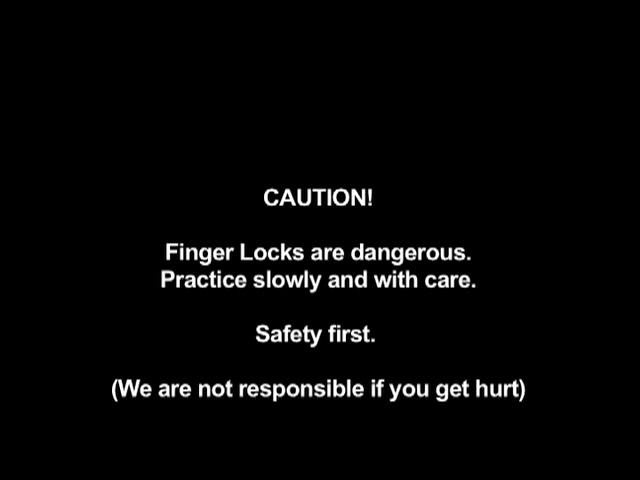 CAUTION!
Finger Locks are dangerous.
Practice slowly and with care.
Safety first.
(We are not responsible if you get hurt)